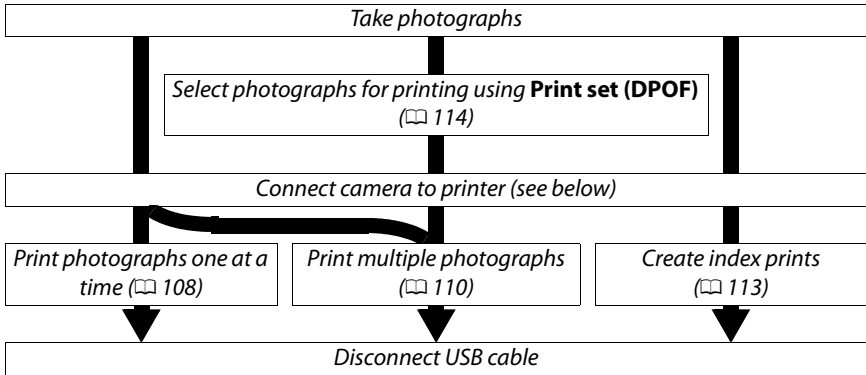 Take photographs
Select photographs for printing using Print set (DPOF)
(📖 114)
Connect camera to printer (see below)
Print photographs one at a
time (📖 108)
Print multiple photographs
(📖 110)
Create index prints
(📖 113)
Disconnect USB cable